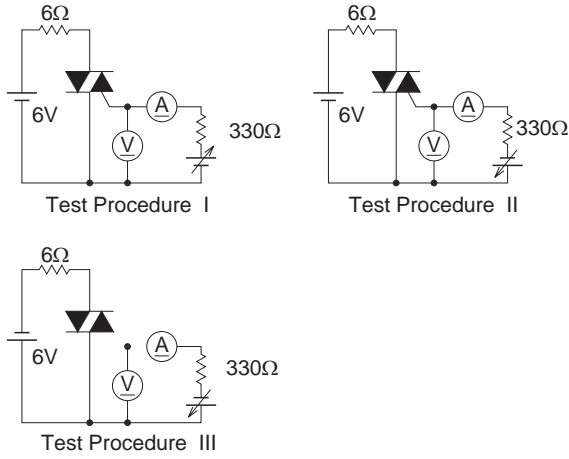 6Ω
6V
A
V
330Ω
Test Procedure I
6Ω
6V
A
V
330Ω
Test Procedure II
6Ω
6V
A
V
330Ω
Test Procedure III